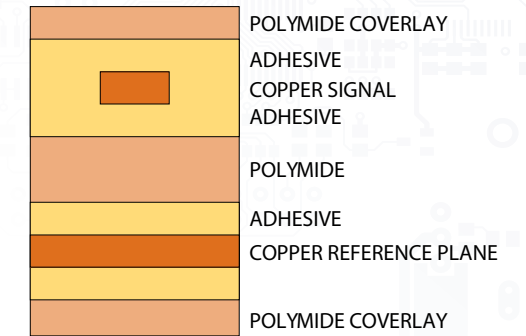 POLYMIDE COVERLAY
ADHESIVE
COPPER SIGNAL
ADHESIVE
POLYMIDE
ADHESIVE
COPPER REFERENCE PLANE
POLYMIDE COVERLAY